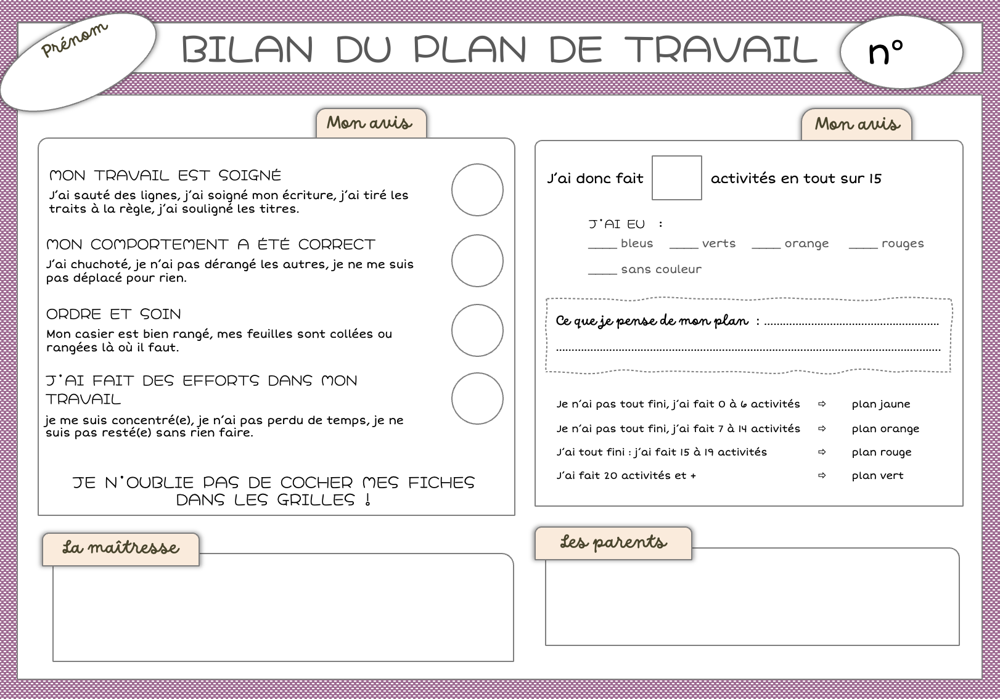 Prénom
BILAN DU PLAN DE TRAVAIL
n°
Mon avis
MON TRAVAIL EST SOIGNÉ
J'ai sauté des lignes, j'ai soigné mon écriture, j'ai tiré les
traits à la règle, j'ai souligné les titres.
MON COMPORTEMENT A ÉTÉ CORRECT
J'ai chuchoté, je n'ai pas dérangé les autres, je ne me suis
pas déplacé pour rien.
ORDRE ET SOIN
Mon casier est bien rangé, mes feuilles sont collées ou
rangées là où il faut.
J'AI FAIT DES EFFORTS DANS MON
TRAVAIL
je me suis concentré(e), je n'ai pas perdu de temps, je ne
suis pas resté(e) sans rien faire.
JE N'OUBLIE PAS DE COCHER MES FICHES
DANS LES GRILLES !
Mon avis
J'ai donc fait activités en tout sur 15
J'AI EU :
____ bleus ____ verts ____ orange ____ rouges
____ sans couleur
Ce que je pense de mon plan : ......................................................
........................................................................................................................
Je n'ai pas tout fini, j'ai fait 0 à 6 activités ⇨ plan jaune
Je n'ai pas tout fini, j'ai fait 7 à 14 activités ⇨ plan orange
J'ai tout fini : j'ai fait 15 à 19 activités ⇨ plan rouge
J'ai fait 20 activités et + ⇨ plan vert
La maîtresse
Les parents